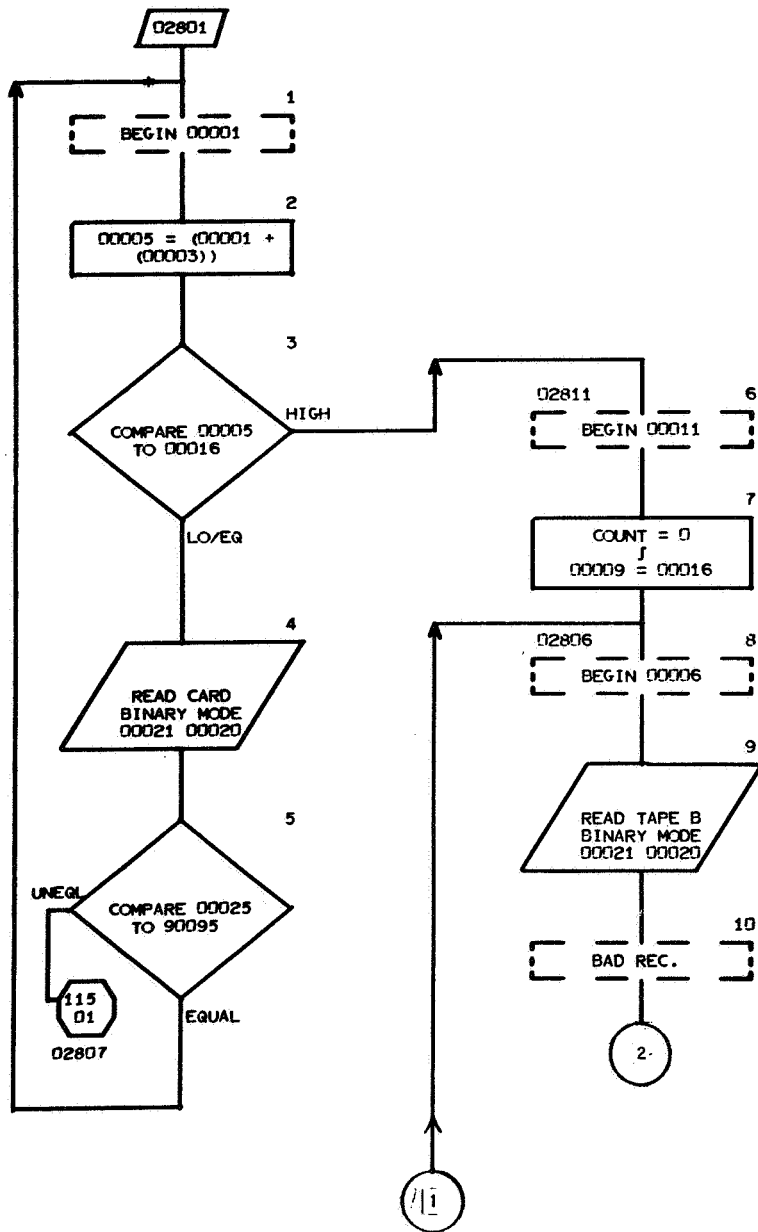 02801
1
BEGIN 00001
2
00005 = (00001 +
(00003))
3
COMPARE 00005
TO 00016
HIGH
LO/EQ
4
READ CARD
BINARY MODE
00021 00020
5
UNEQL
COMPARE 00025
TO 90095
EQUAL
115
01
02807
02811
6
BEGIN 00011
7
COUNT = 0
∫
00009 = 00016
02806
8
BEGIN 00006
9
READ TAPE B
BINARY MODE
00021 00020
10
BAD REC.
2
1